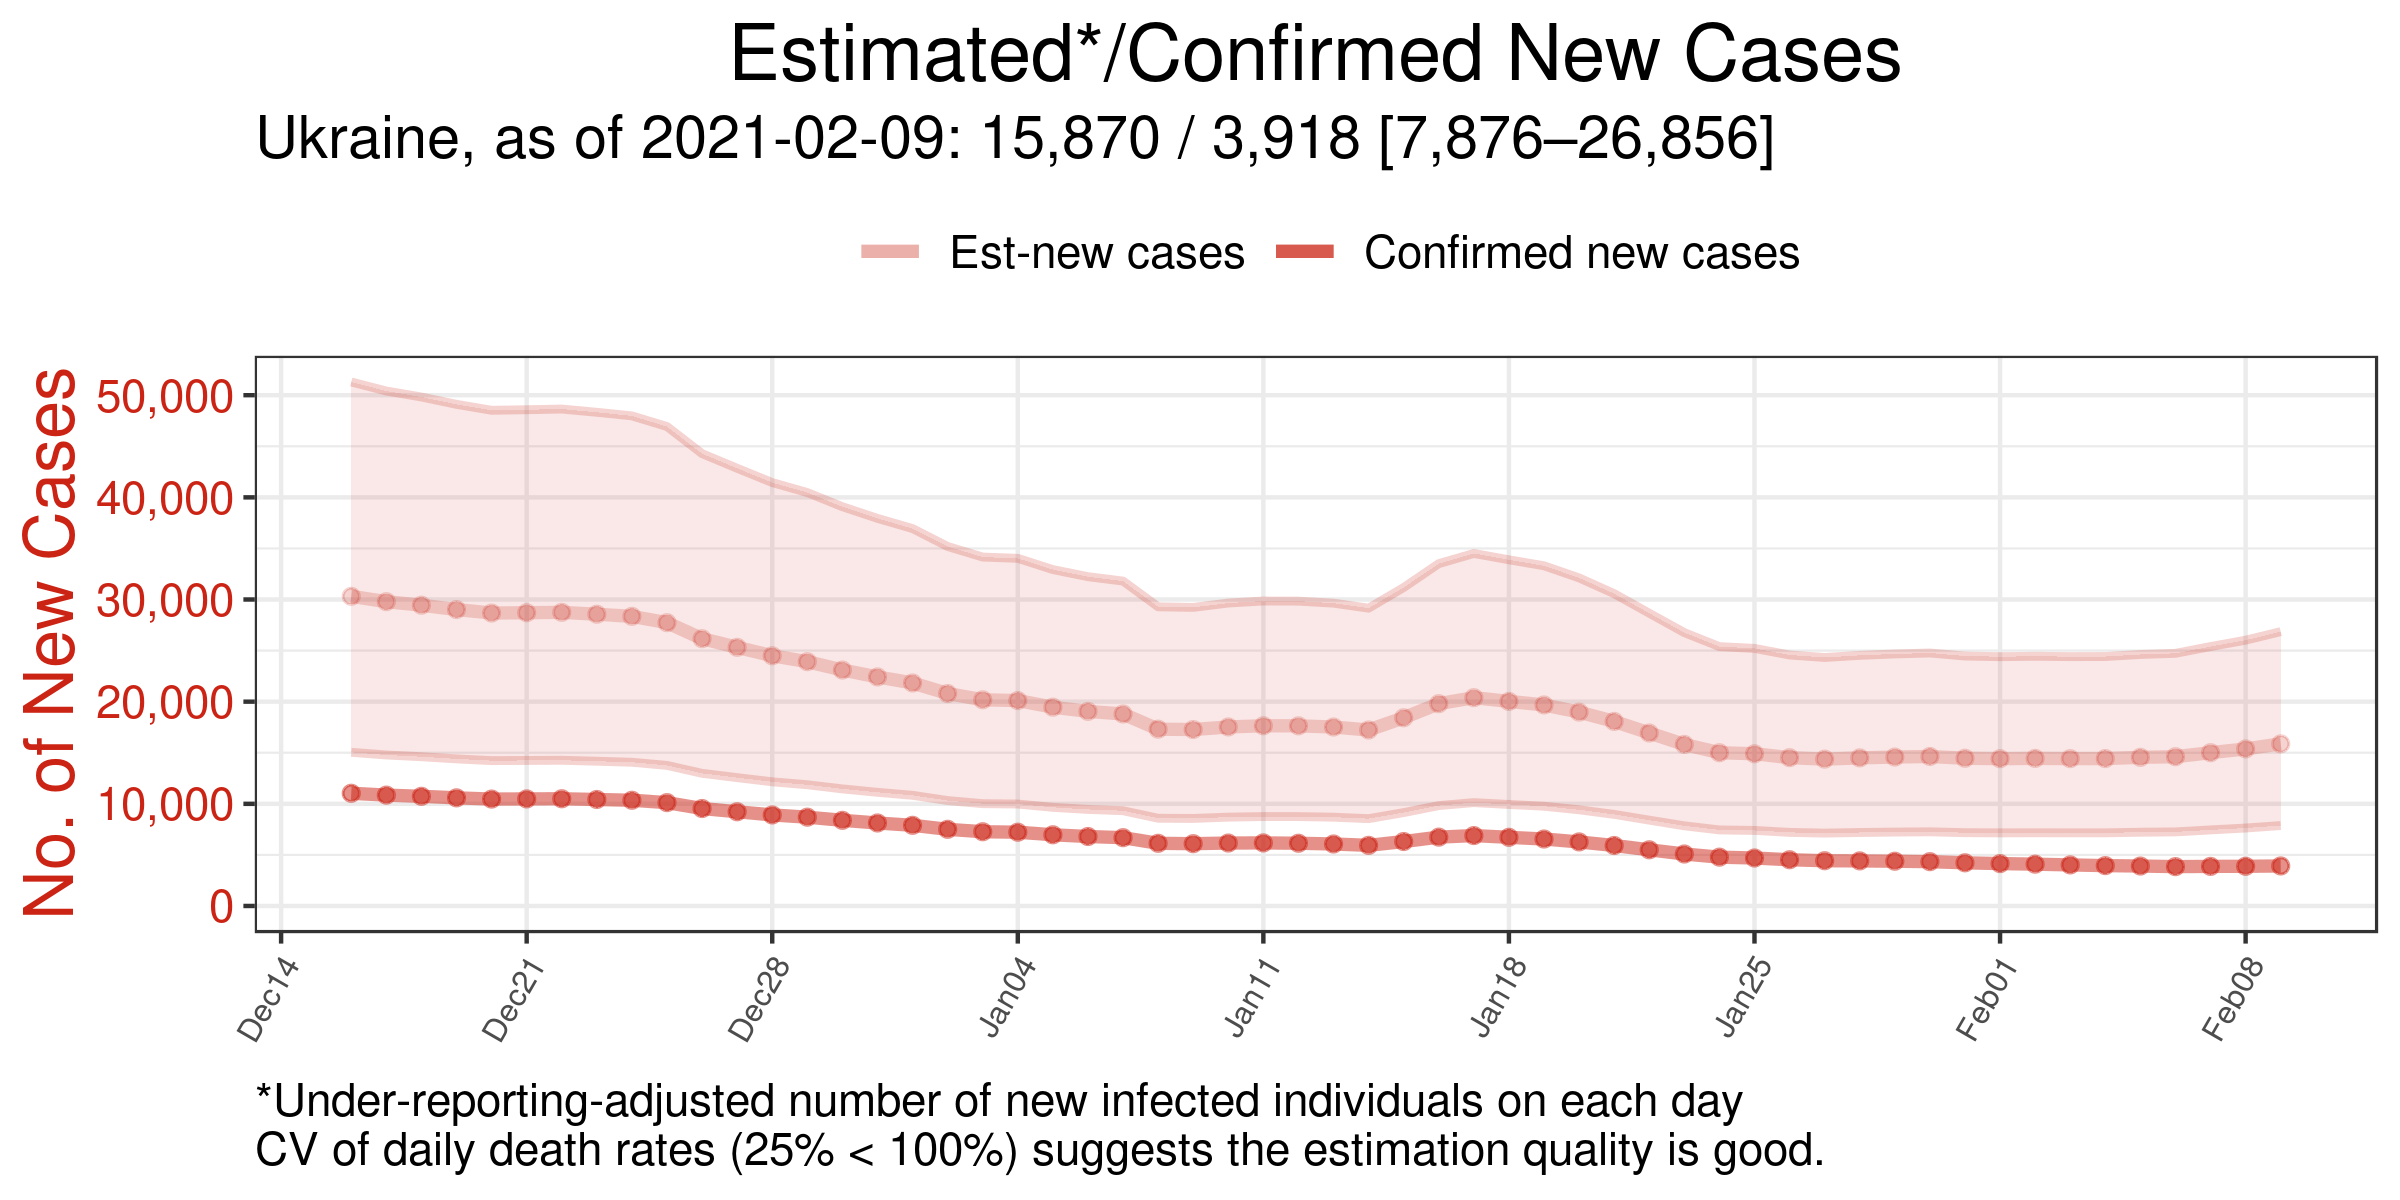 Estimated*/Confirmed New Cases
Ukraine, as of 2021-02-09: 15,870 / 3,918 [7,876–26,856]
Est-new cases
Confirmed new cases
No. of New Cases
50,000
40,000
30,000
20,000
10,000
0
Dec14
Dec21
Dec28
Jan04
Jan11
Jan18
Jan25
Feb01
Feb08
*Under-reporting-adjusted number of new infected individuals on each day
CV of daily death rates (25% < 100%) suggests the estimation quality is good.